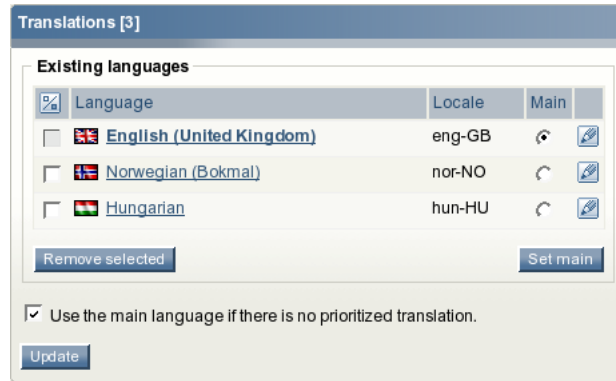 Translations [3]
Existing languages
Language Locale Main
English (United Kingdom) eng-GB
Norwegian (Bokmal) nor-NO
Hungarian hun-HU
Remove selected Set main
Use the main language if there is no prioritized translation.
Update